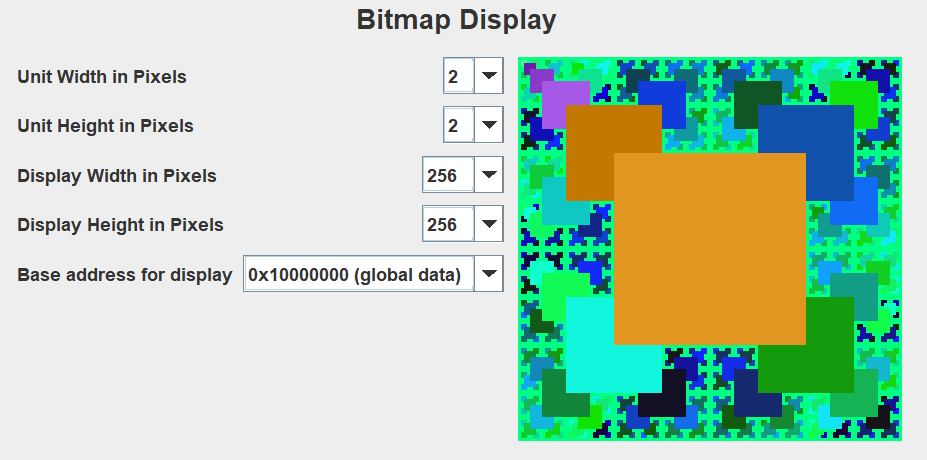 Bitmap Display
Unit Width in Pixels 2
Unit Height in Pixels 2
Display Width in Pixels 256
Display Height in Pixels 256
Base address for display 0x10000000 (global data)